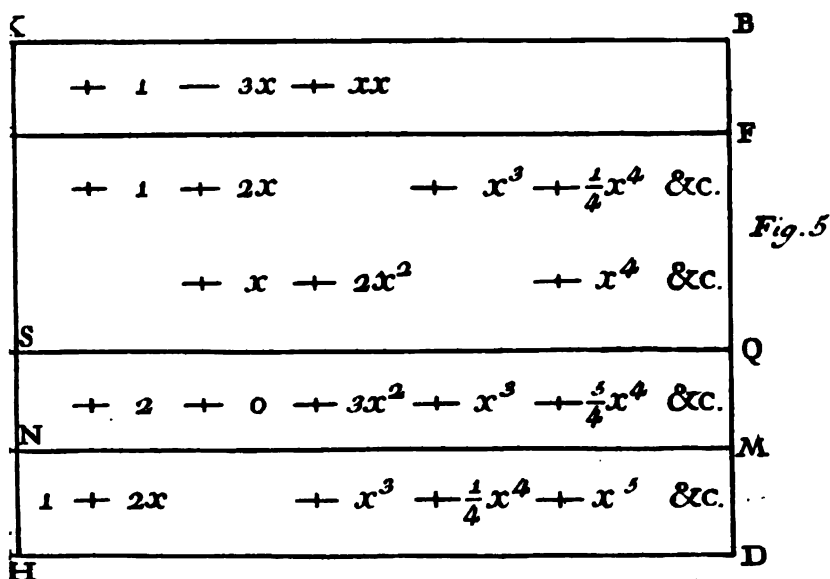 B
+ 1 — 3x + xx
F
+ 1 + 2x + x³ + ¼x⁴ &c.
Fig. 5
+ x + 2x² + x⁴ &c.
S Q
+ 2 + 0 + 3x² + x³ + 5/4x⁴ &c.
N M
1 + 2x + x³ + ¼x⁴ + x⁵ &c.
H D